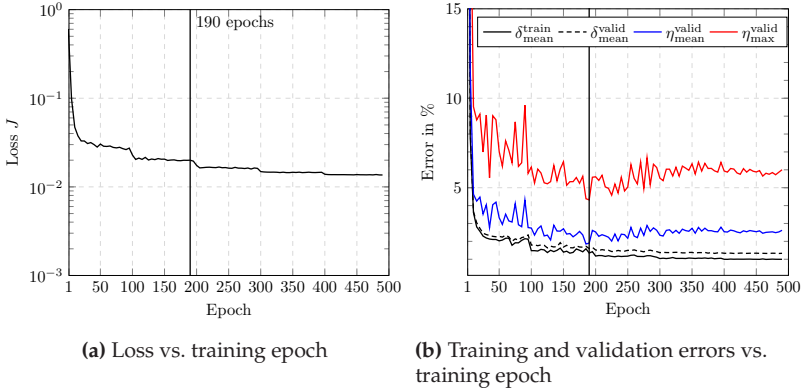 10^0
10^−1
10^−2
10^−3
Loss J
190 epochs
1 50 100 150 200 250 300 350 400 450 500
Epoch
(a) Loss vs. training epoch
15
10
5
Error in %
δ_mean^train δ_mean^valid η_mean^valid η_max^valid
1 50 100 150 200 250 300 350 400 450 500
Epoch
(b) Training and validation errors vs.
training epoch